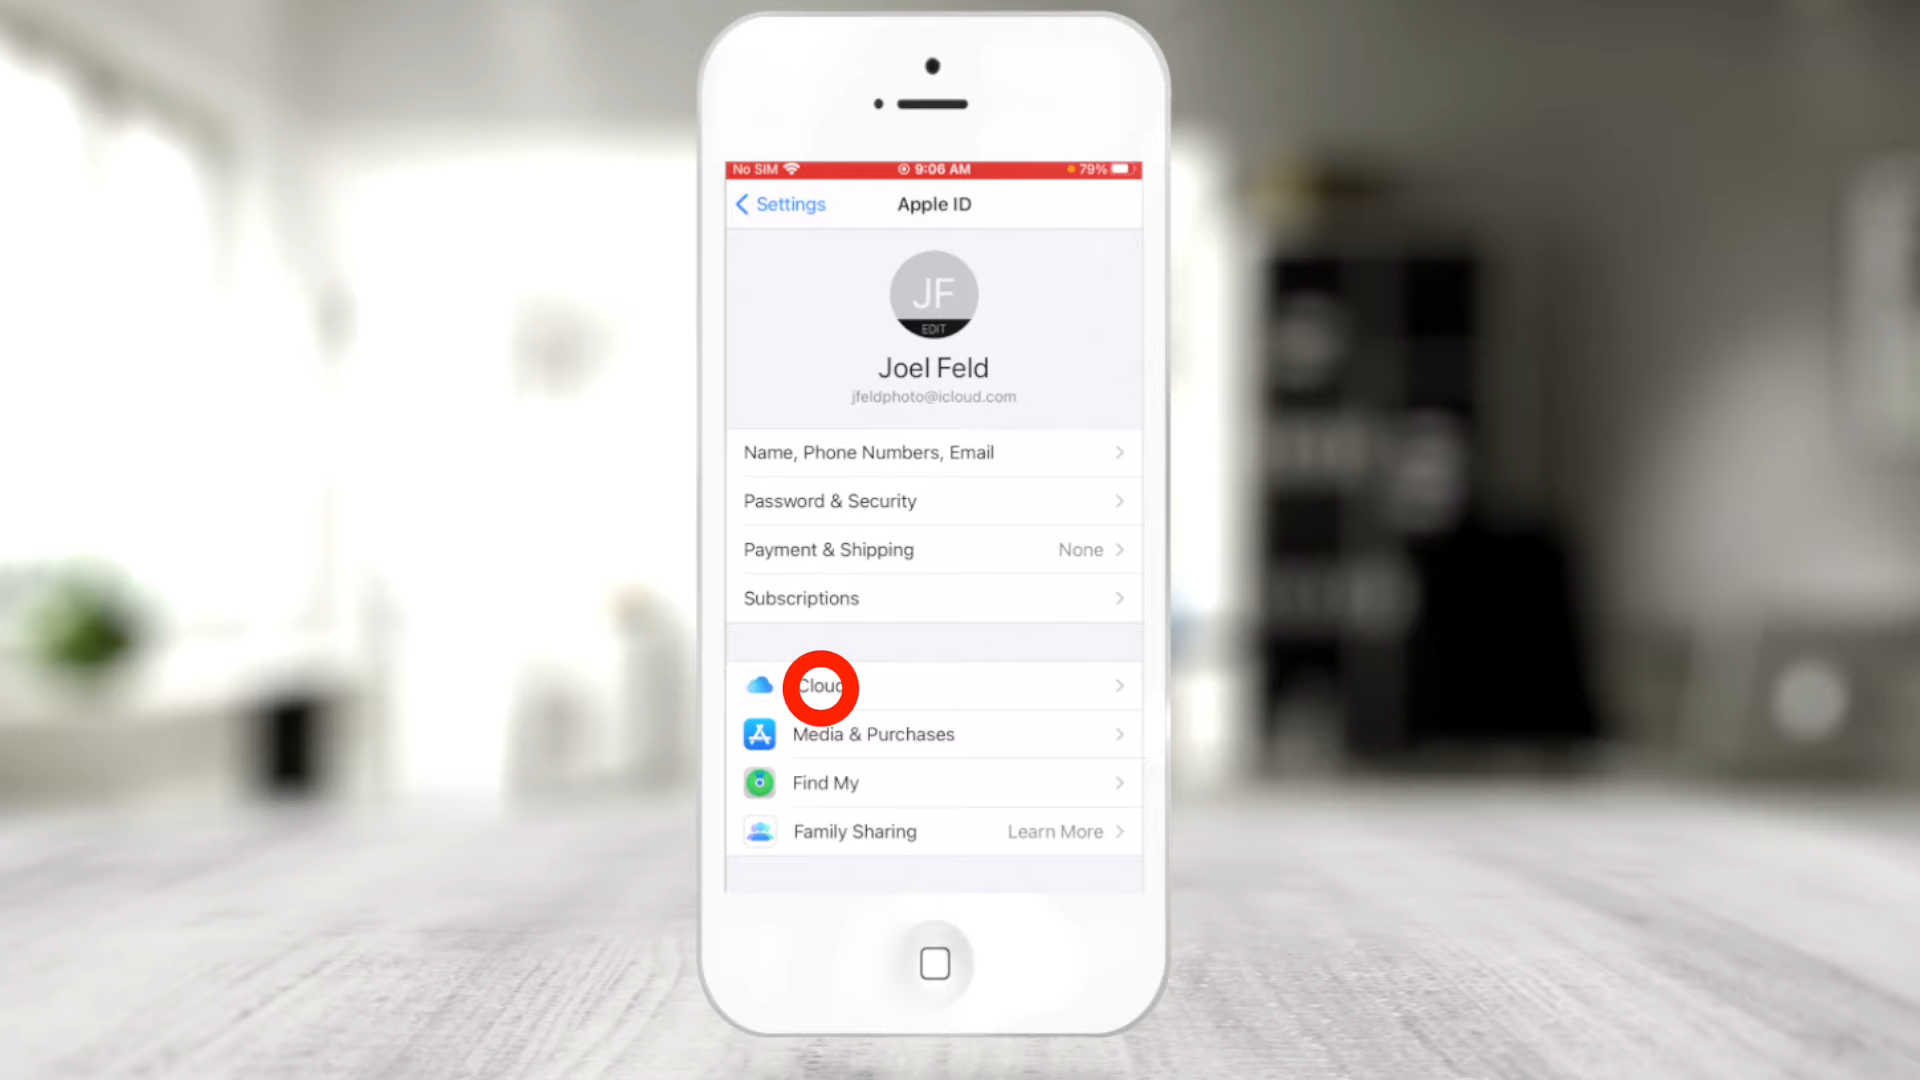 No SIM 9:06 AM 79%
Settings Apple ID
JF
EDIT
Joel Feld
jfeldphoto@icloud.com
Name, Phone Numbers, Email
Password & Security
Payment & Shipping None
Subscriptions
iCloud
Media & Purchases
Find My
Family Sharing Learn More